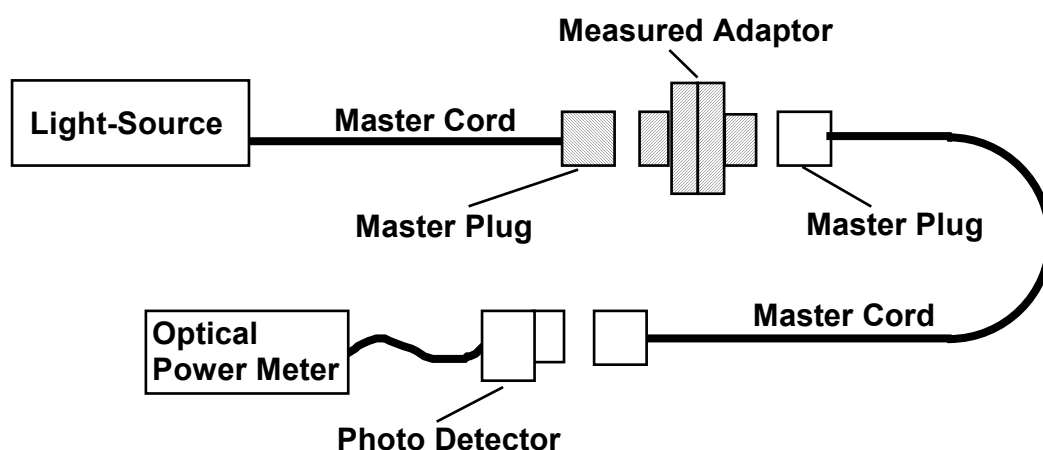 Measured Adaptor
Light-Source
Master Cord
Master Plug
Master Plug
Optical
Power Meter
Master Cord
Photo Detector